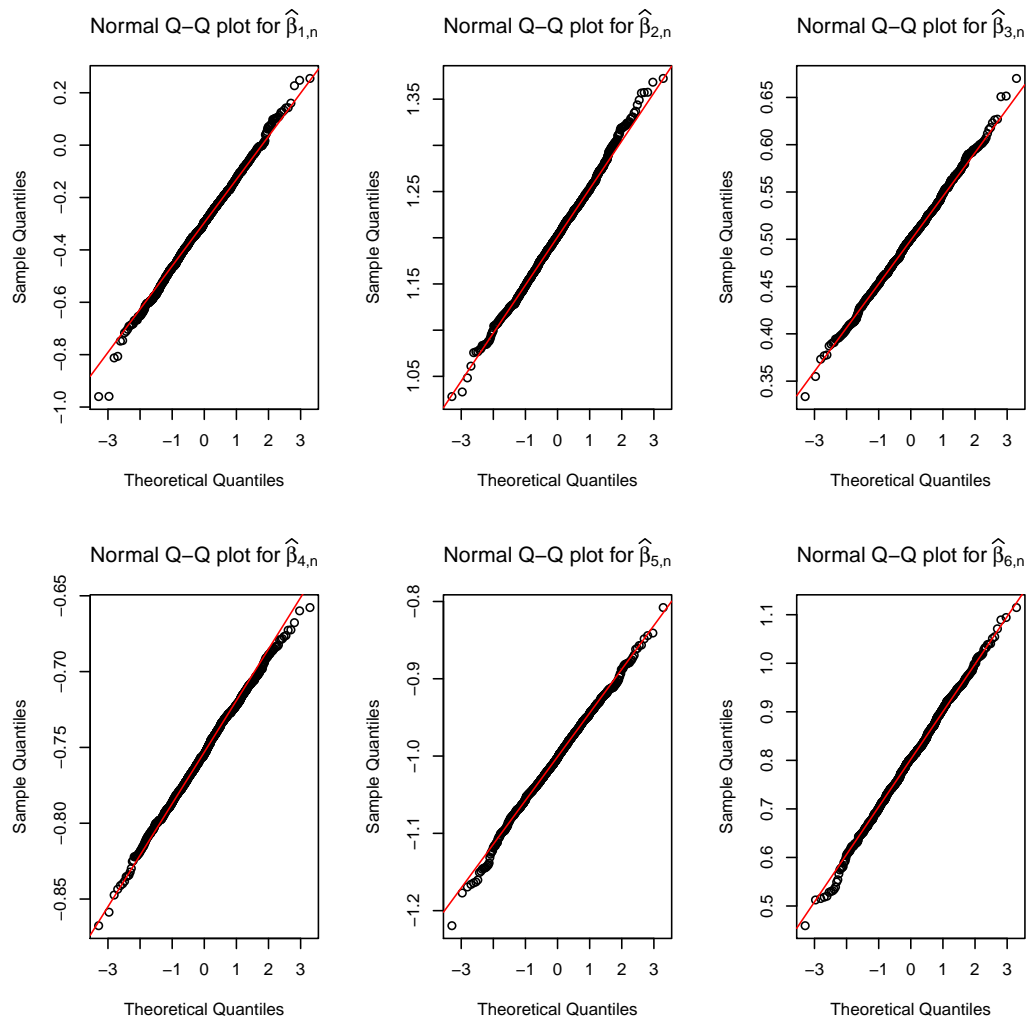 Normal Q−Q plot for β̂1,n
Sample Quantiles
0.2
0.0
−0.2
−0.4
−0.6
−0.8
−1.0
−3 −1 0 1 2 3
Theoretical Quantiles
Normal Q−Q plot for β̂2,n
Sample Quantiles
1.35
1.25
1.15
1.05
−3 −1 0 1 2 3
Theoretical Quantiles
Normal Q−Q plot for β̂3,n
Sample Quantiles
0.65
0.60
0.55
0.50
0.45
0.40
0.35
−3 −1 0 1 2 3
Theoretical Quantiles
Normal Q−Q plot for β̂4,n
Sample Quantiles
−0.65
−0.70
−0.75
−0.80
−0.85
−3 −1 0 1 2 3
Theoretical Quantiles
Normal Q−Q plot for β̂5,n
Sample Quantiles
−0.8
−0.9
−1.0
−1.1
−1.2
−3 −1 0 1 2 3
Theoretical Quantiles
Normal Q−Q plot for β̂6,n
Sample Quantiles
1.1
1.0
0.9
0.8
0.7
0.6
0.5
−3 −1 0 1 2 3
Theoretical Quantiles